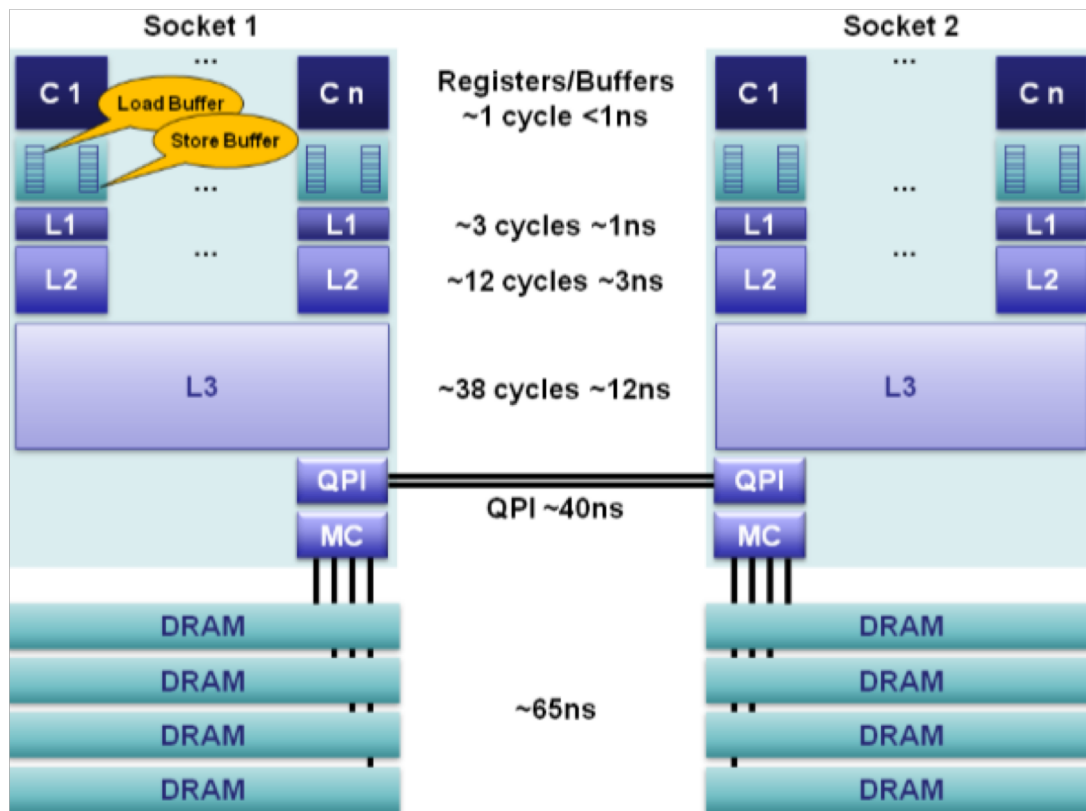 Socket 1
Socket 2
... ...
C 1 C n
Registers/Buffers
~1 cycle <1ns
C 1 C n
Load Buffer
Store Buffer
... ...
L1 L1 ~3 cycles ~1ns L1 L1
... ...
L2 L2 ~12 cycles ~3ns L2 L2
L3 ~38 cycles ~12ns L3
QPI QPI
QPI ~40ns
MC MC
DRAM DRAM
DRAM DRAM
~65ns
DRAM DRAM
DRAM DRAM